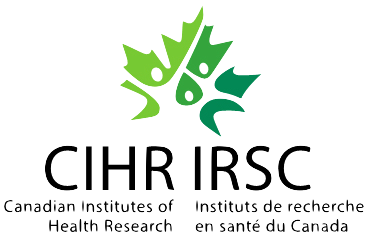 CIHR IRSC
Canadian Institutes of Instituts de recherche
Health Research en santé du Canada